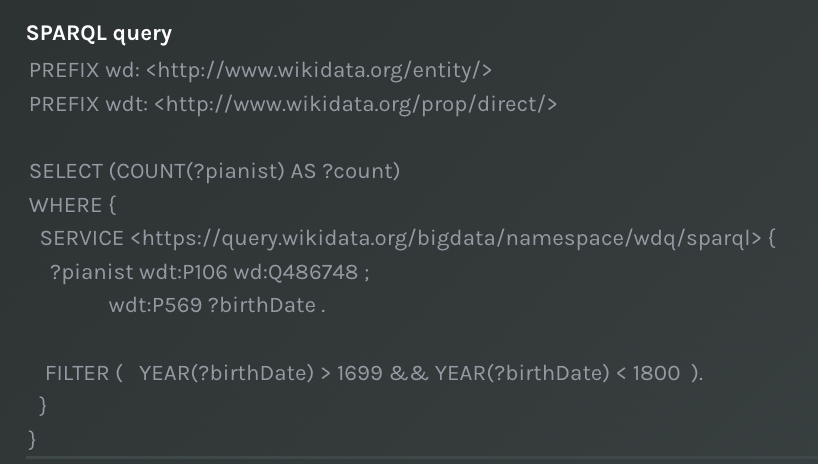 SPARQL query
PREFIX wd: <http://www.wikidata.org/entity/>
PREFIX wdt: <http://www.wikidata.org/prop/direct/>
SELECT (COUNT(?pianist) AS ?count)
WHERE {
SERVICE <https://query.wikidata.org/bigdata/namespace/wdq/sparql> {
?pianist wdt:P106 wd:Q486748 ;
wdt:P569 ?birthDate .
FILTER (   YEAR(?birthDate) > 1699 && YEAR(?birthDate) < 1800  ).
}
}